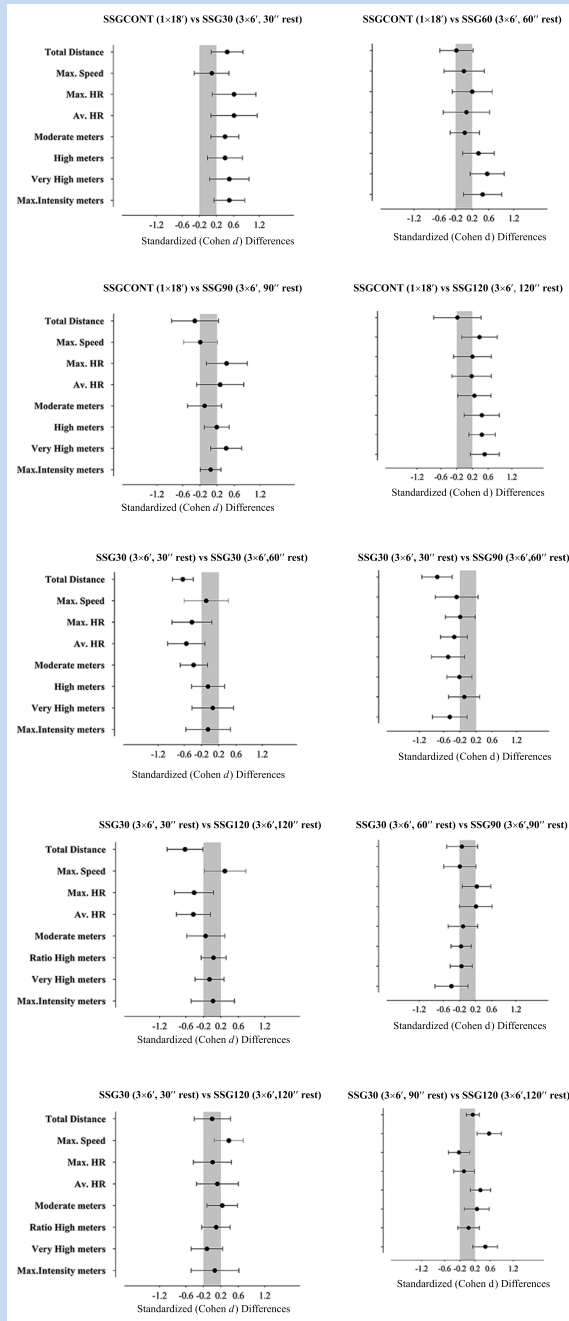 SSGCONT (1×18′) vs SSG30 (3×6′, 30′′ rest)
Total Distance
Max. Speed
Max. HR
Av. HR
Moderate meters
High meters
Very High meters
Max.Intensity meters
-1.2 -0.6 -0.2 0.2 0.6 1.2
Standardized (Cohen d) Differences
SSGCONT (1×18′) vs SSG60 (3×6′, 60′′ rest)
-1.2 -0.6 -0.2 0.2 0.6 1.2
Standardized (Cohen d) Differences
SSGCONT (1×18′) vs SSG90 (3×6′, 90′′ rest)
Total Distance
Max. Speed
Max. HR
Av. HR
Moderate meters
High meters
Very High meters
Max.Intensity meters
-1.2 -0.6 -0.2 0.2 0.6 1.2
Standardized (Cohen d) Differences
SSGCONT (1×18′) vs SSG120 (3×6′, 120′′ rest)
-1.2 -0.6 -0.2 0.2 0.6 1.2
Standardized (Cohen d) Differences
SSG30 (3×6′, 30′′ rest) vs SSG30 (3×6′,60′′ rest)
Total Distance
Max. Speed
Max. HR
Av. HR
Moderate meters
High meters
Very High meters
Max.Intensity meters
-1.2 -0.6 -0.2 0.2 0.6 1.2
Standardized (Cohen d) Differences
SSG30 (3×6′, 30′′ rest) vs SSG90 (3×6′,60′′ rest)
-1.2 -0.6 -0.2 0.2 0.6 1.2
Standardized (Cohen d) Differences
SSG30 (3×6′, 30′′ rest) vs SSG120 (3×6′,120′′ rest)
Total Distance
Max. Speed
Max. HR
Av. HR
Moderate meters
Ratio High meters
Very High meters
Max.Intensity meters
-1.2 -0.6 -0.2 0.2 0.6 1.2
Standardized (Cohen d) Differences
SSG30 (3×6′, 60′′ rest) vs SSG90 (3×6′,90′′ rest)
-1.2 -0.6 -0.2 0.2 0.6 1.2
Standardized (Cohen d) Differences
SSG30 (3×6′, 30′′ rest) vs SSG120 (3×6′,120′′ rest)
Total Distance
Max. Speed
Max. HR
Av. HR
Moderate meters
Ratio High meters
Very High meters
Max.Intensity meters
-1.2 -0.6 -0.2 0.2 0.6 1.2
Standardized (Cohen d) Differences
SSG30 (3×6′, 90′′ rest) vs SSG120 (3×6′,120′′ rest)
-1.2 -0.6 -0.2 0.2 0.6 1.2
Standardized (Cohen d) Differences